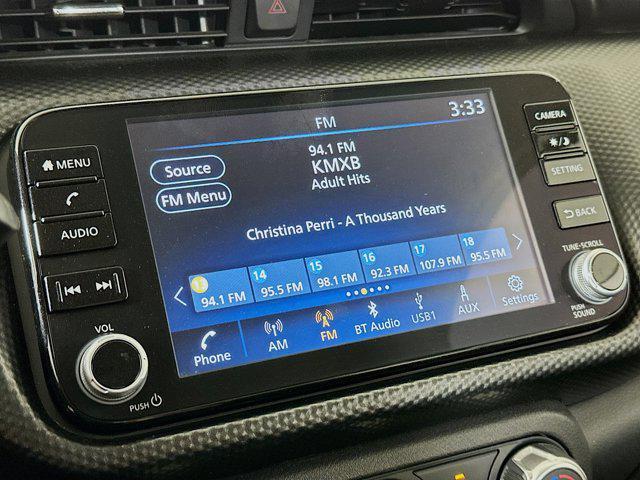 FM
3:33
94.1 FM
KMXB
Adult Hits
Source
FM Menu
Christina Perri - A Thousand Years
94.1 FM
14
95.5 FM
15
98.1 FM
16
92.3 FM
17
107.9 FM
18
95.5 FM
Phone
AM
FM
BT Audio
USB1
AUX
Settings
MENU
AUDIO
VOL
PUSH
CAMERA
SETTING
BACK
TUNE·SCROLL
PUSH
SOUND